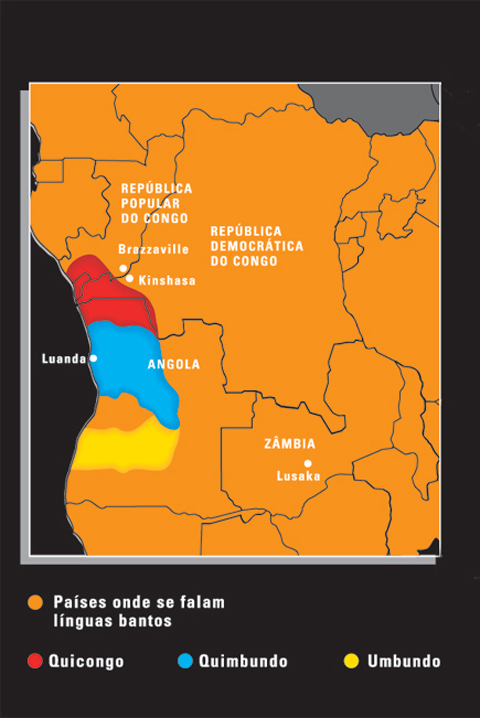 REPÚBLICA
POPULAR
DO CONGO
REPÚBLICA
DEMOCRÁTICA
DO CONGO
Brazzaville
Kinshasa
Luanda
ANGOLA
ZÂMBIA
Lusaka
Países onde se falam
línguas bantos
Quicongo
Quimbundo
Umbundo